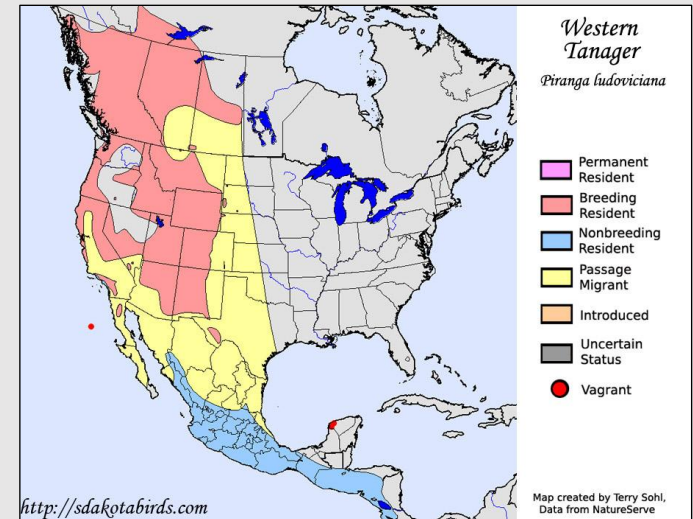 Western
Tanager
Piranga ludoviciana
Permanent
Resident
Breeding
Resident
Nonbreeding
Resident
Passage
Migrant
Introduced
Uncertain
Status
Vagrant
http://sdakotabirds.com
Map created by Terry Sohl,
Data from NatureServe